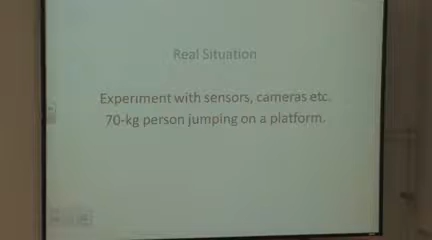 Real Situation
Experiment with sensors, cameras etc.
70-kg person jumping on a platform.